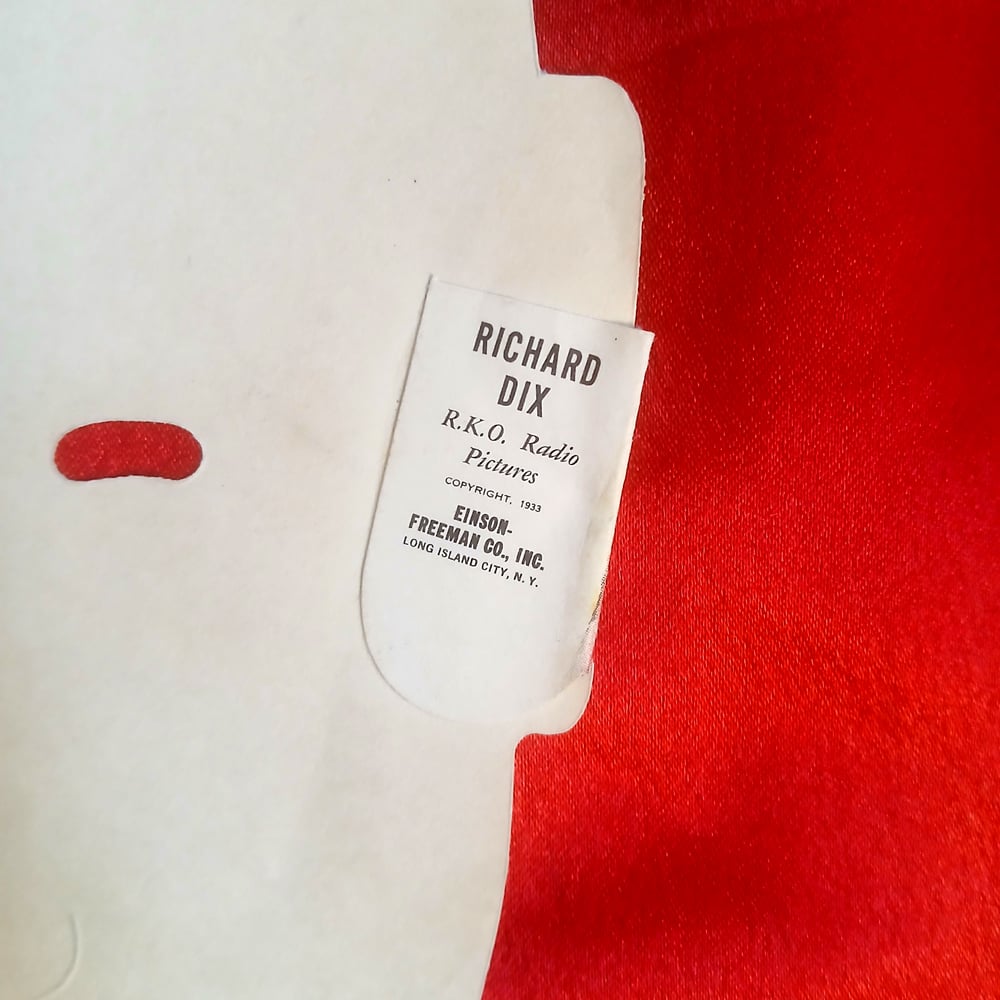 RICHARD
DIX
R.K.O. Radio
Pictures
COPYRIGHT, 1933
EINSON-
FREEMAN CO., INC.
LONG ISLAND CITY, N. Y.